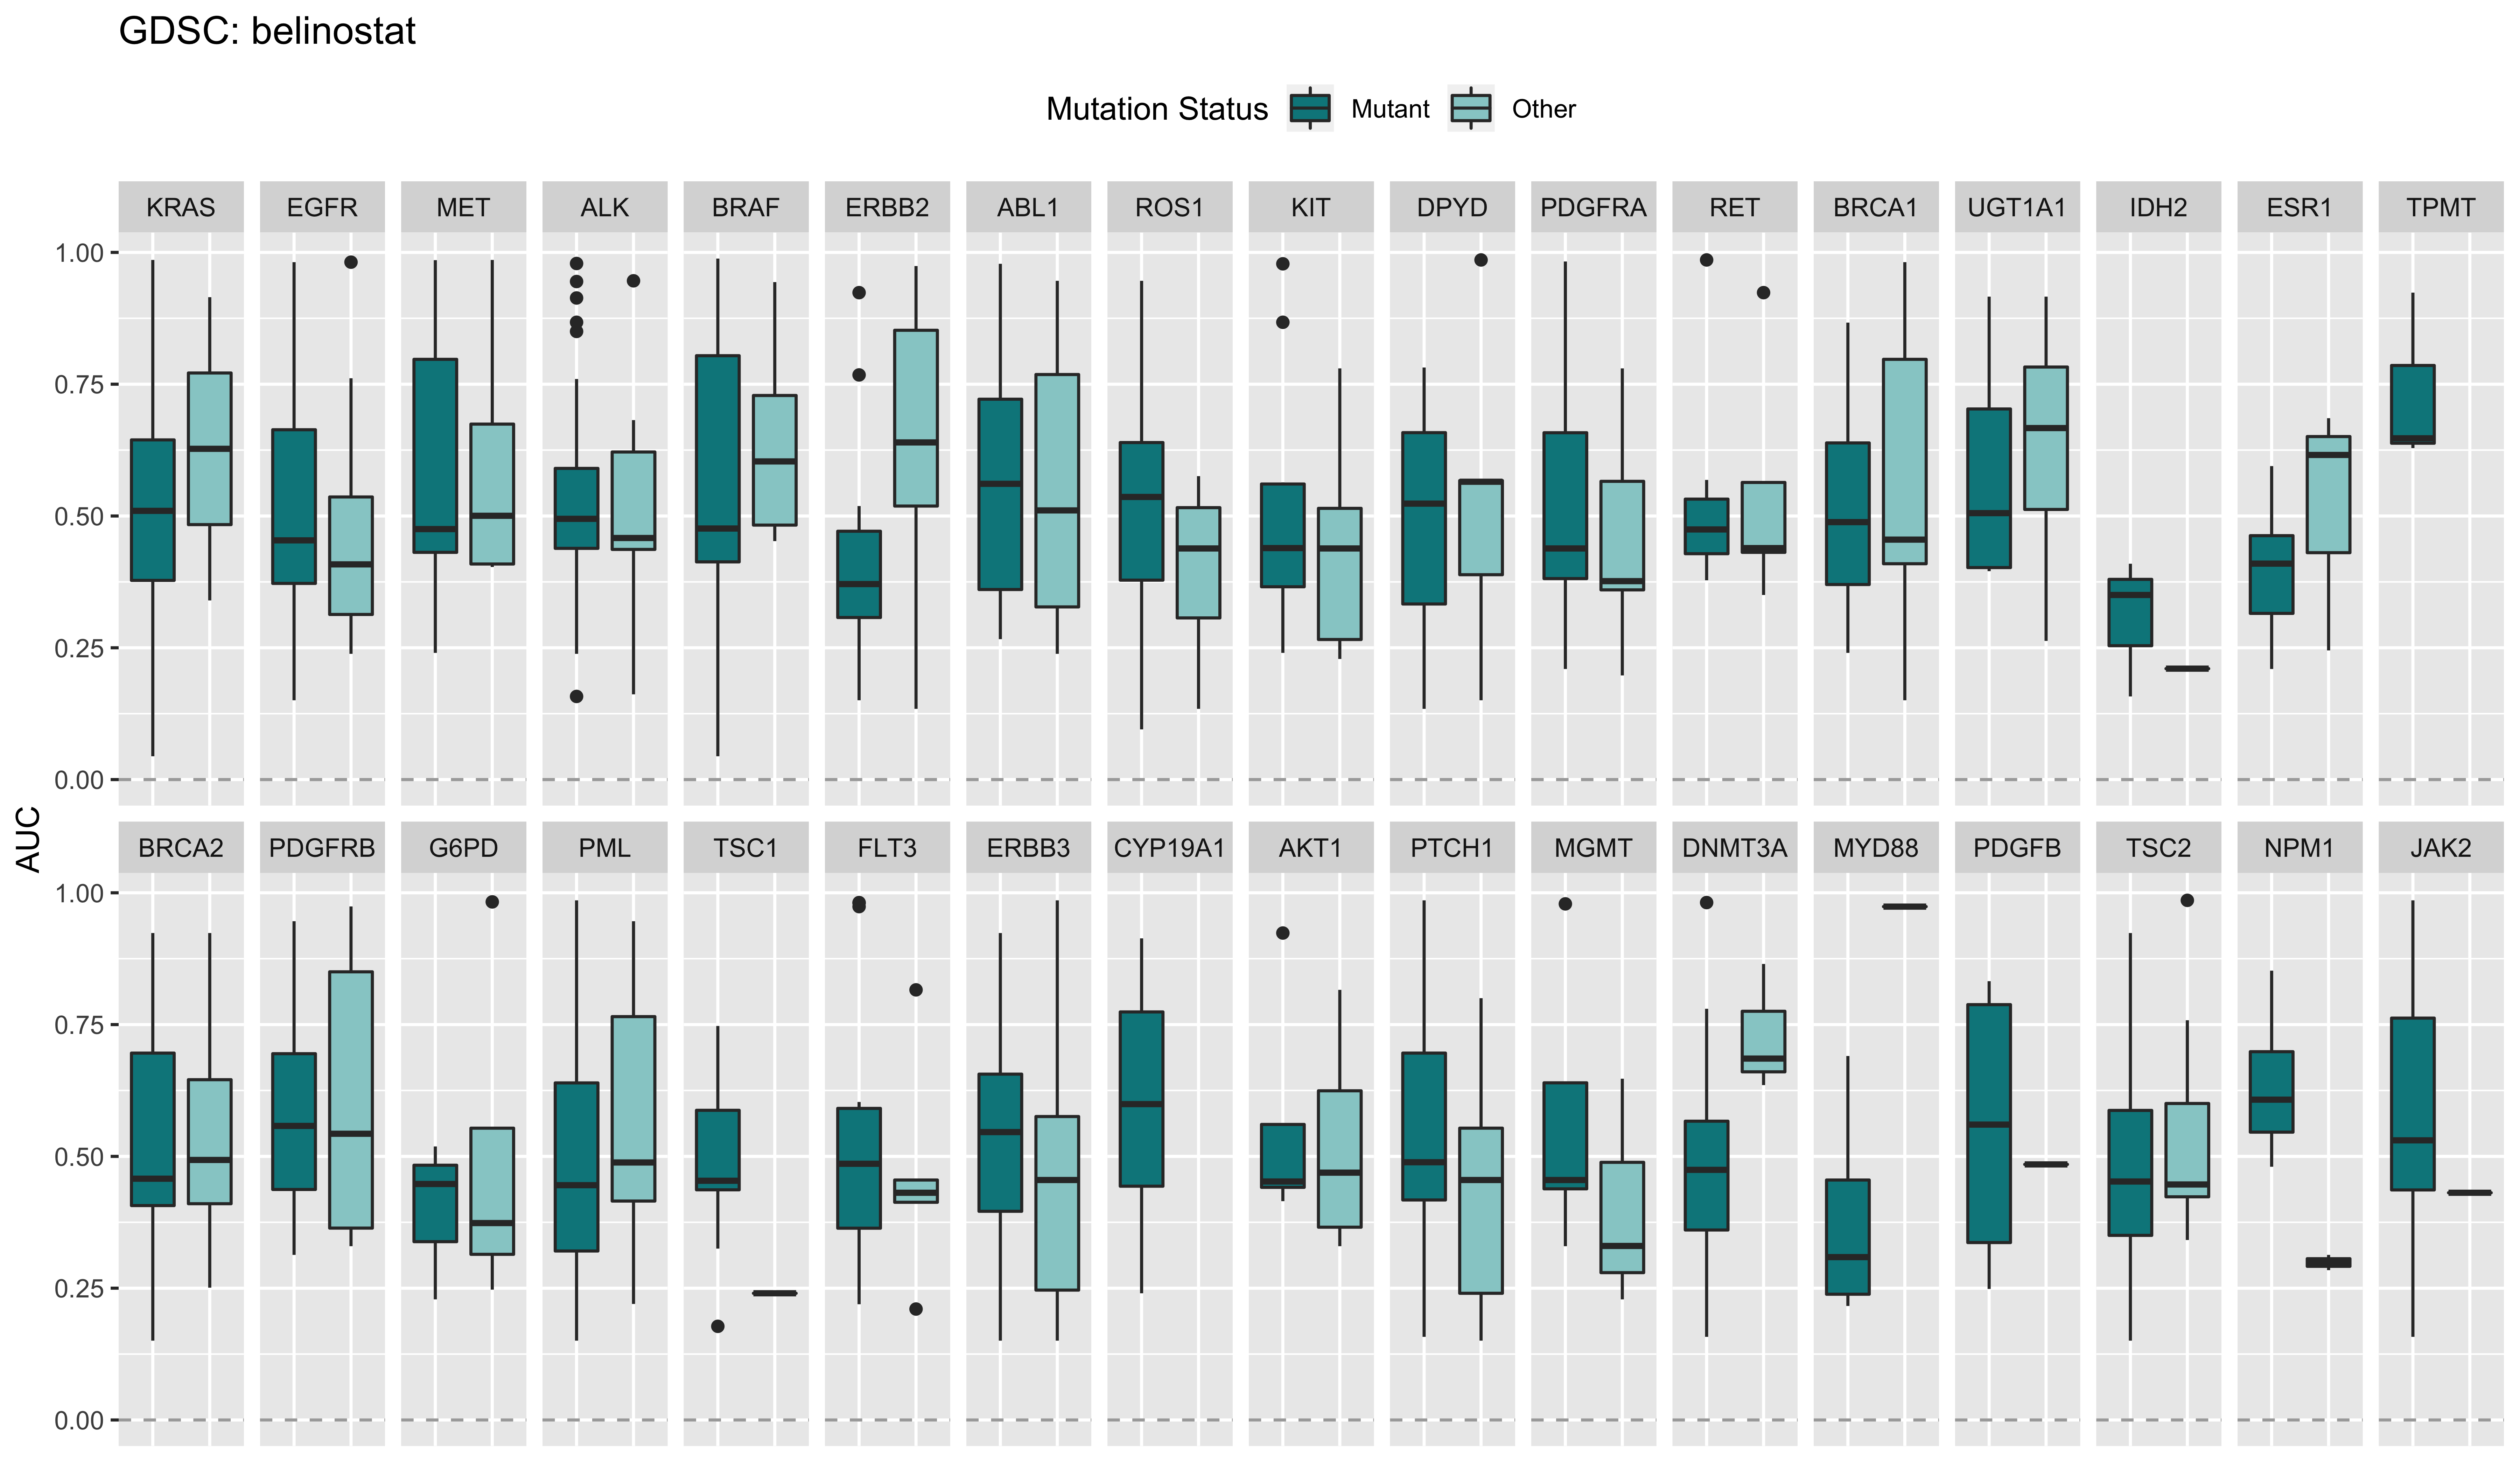 GDSC: belinostat
Mutation Status Mutant Other
KRAS EGFR MET ALK BRAF ERBB2 ABL1 ROS1 KIT DPYD PDGFRA RET BRCA1 UGT1A1 IDH2 ESR1 TPMT
1.00
0.75
0.50
0.25
0.00
AUC
BRCA2 PDGFRB G6PD PML TSC1 FLT3 ERBB3 CYP19A1 AKT1 PTCH1 MGMT DNMT3A MYD88 PDGFB TSC2 NPM1 JAK2
1.00
0.75
0.50
0.25
0.00